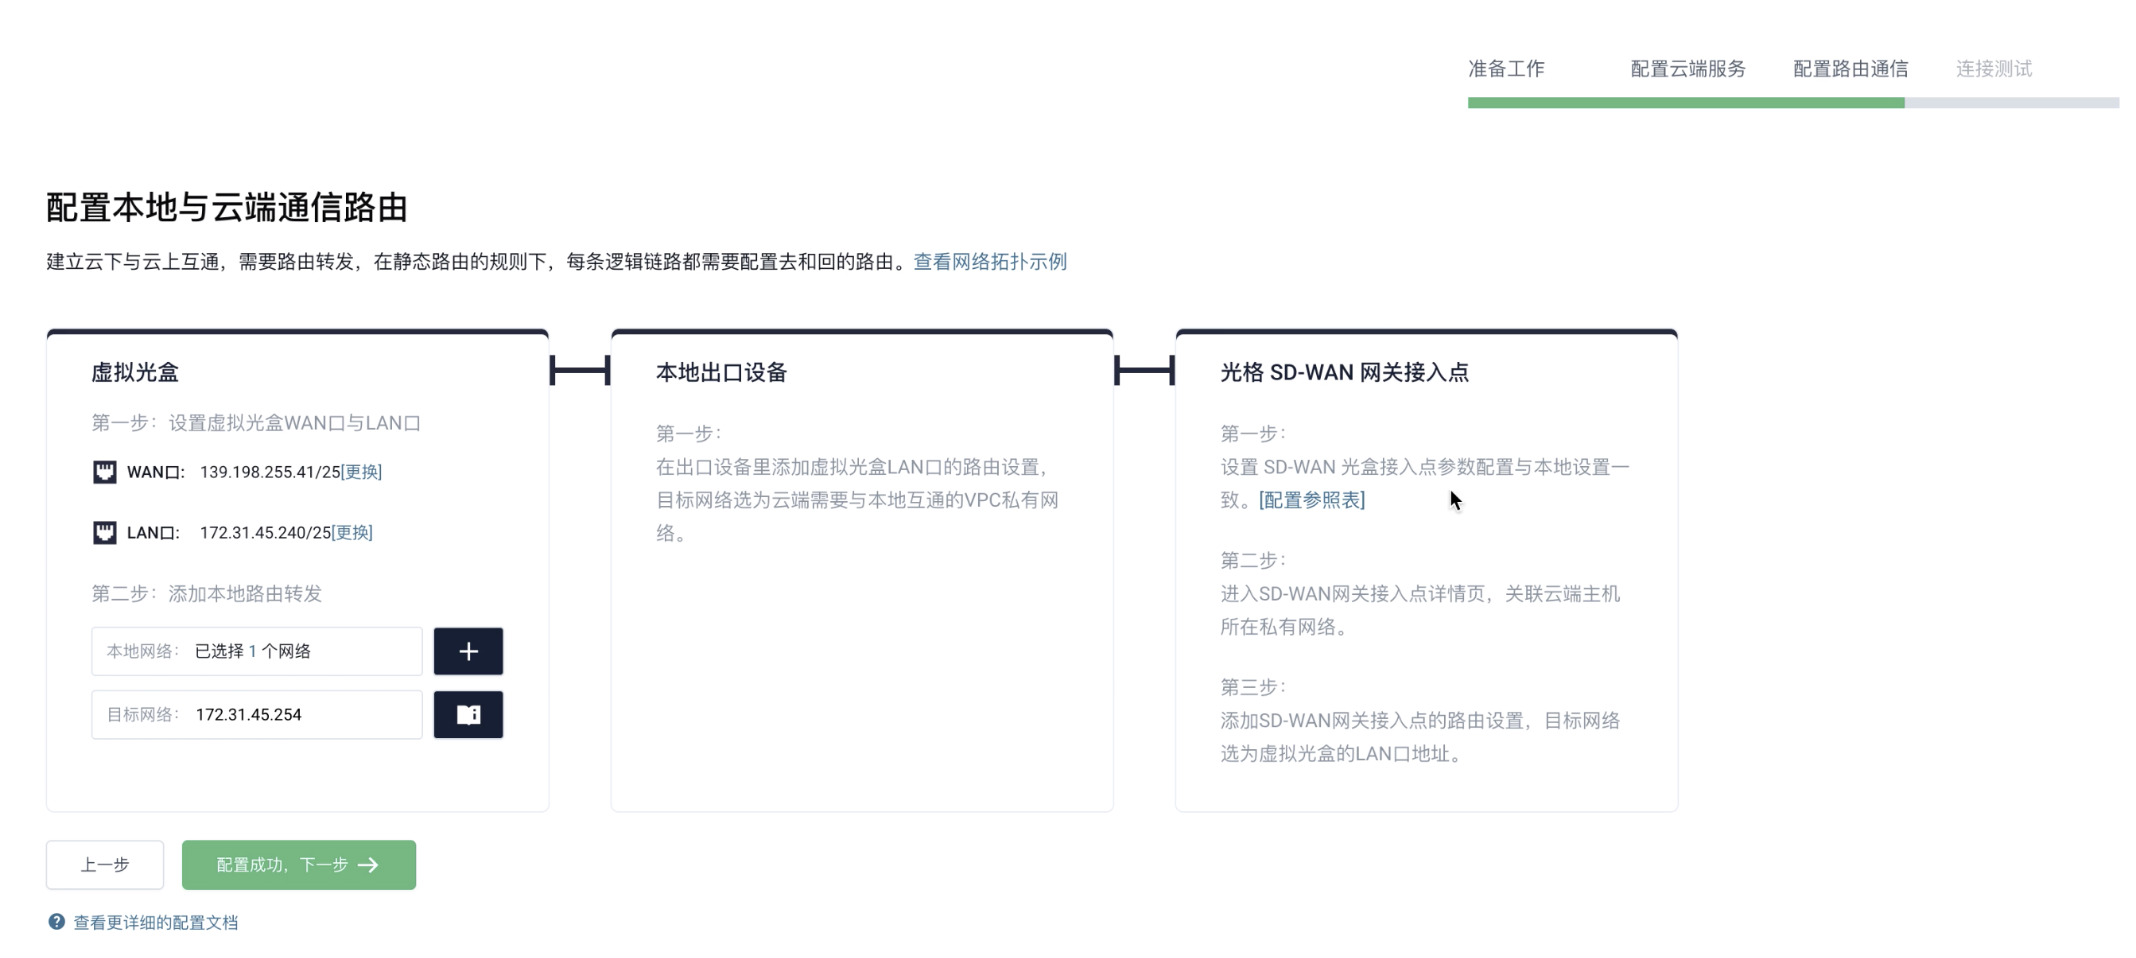 准备工作
配置云端服务
配置路由通信
连接测试
配置本地与云端通信路由
建立云下与云上互通，需要路由转发，在静态路由的规则下，每条逻辑链路都需要配置去和回的路由。查看网络拓扑示例
虚拟光盒
第一步：设置虚拟光盒WAN口与LAN口
WAN口: 139.198.255.41/25[更换]
LAN口: 172.31.45.240/25[更换]
第二步：添加本地路由转发
本地网络： 已选择 1 个网络
目标网络： 172.31.45.254
本地出口设备
第一步：
在出口设备里添加虚拟光盒LAN口的路由设置，
目标网络选为云端需要与本地互通的VPC私有网
络。
光格 SD-WAN 网关接入点
第一步：
设置 SD-WAN 光盒接入点参数配置与本地设置一
致。[配置参照表]
第二步：
进入SD-WAN网关接入点详情页，关联云端主机
所在私有网络。
第三步：
添加SD-WAN网关接入点的路由设置，目标网络
选为虚拟光盒的LAN口地址。
上一步
配置成功，下一步
查看更详细的配置文档